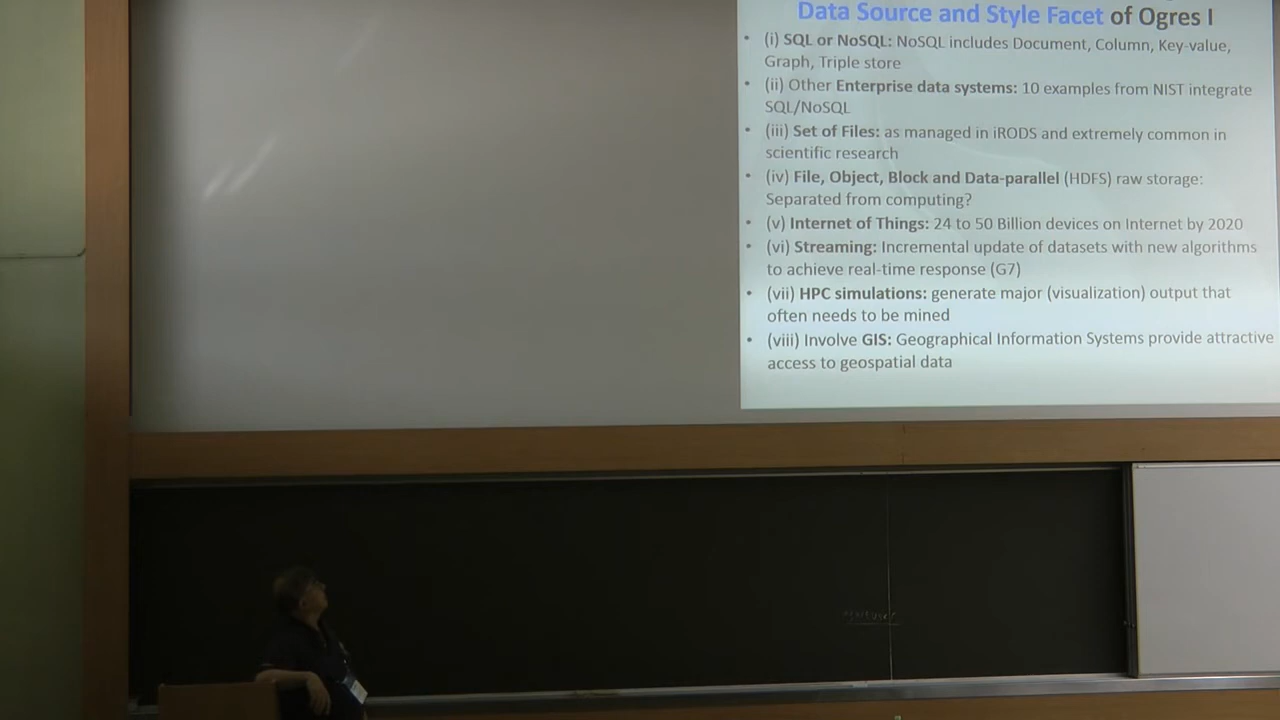 Data Source and Style Facet of Ogres I
• (i) SQL or NoSQL: NoSQL includes Document, Column, Key-value,
Graph, Triple store
• (ii) Other Enterprise data systems: 10 examples from NIST integrate
SQL/NoSQL
• (iii) Set of Files: as managed in iRODS and extremely common in
scientific research
• (iv) File, Object, Block and Data-parallel (HDFS) raw storage:
Separated from computing?
• (v) Internet of Things: 24 to 50 Billion devices on Internet by 2020
• (vi) Streaming: Incremental update of datasets with new algorithms
to achieve real-time response (G7)
• (vii) HPC simulations: generate major (visualization) output that
often needs to be mined
• (viii) Involve GIS: Geographical Information Systems provide attractive
access to geospatial data